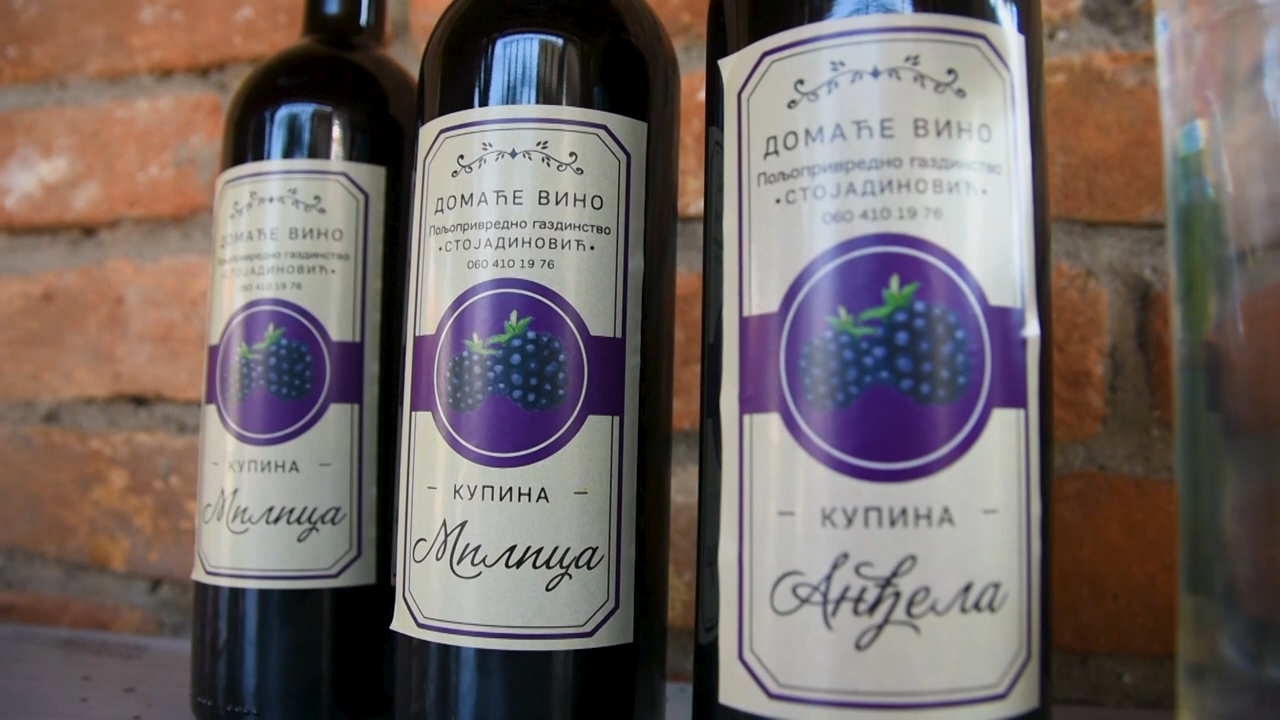 ДОМАЋЕ ВИНО
Пољопривредно газдинство
•СТОЈАДИНОВИЋ•
060 410 19 76
– КУПИНА –
Милица
ДОМАЋЕ ВИНО
Пољопривредно газдинство
•СТОЈАДИНОВИЋ•
060 410 19 76
– КУПИНА –
Милица
ДОМАЋЕ ВИНО
Пољопривредно газдинство
•СТОЈАДИНОВИЋ•
060 410 19 76
– КУПИНА –
Анђела